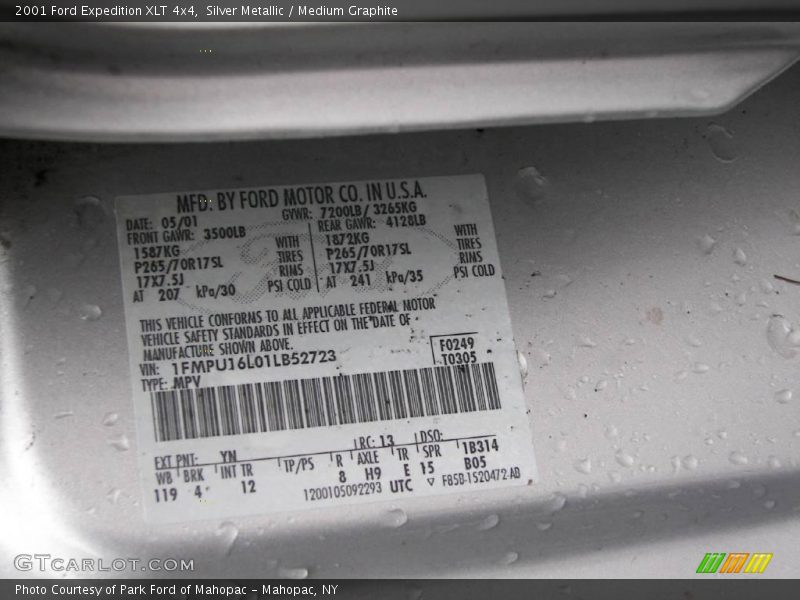 2001 Ford Expedition XLT 4x4, Silver Metallic / Medium Graphite
MFD. BY FORD MOTOR CO. IN U.S.A.
DATE: 05/01 GVWR: 7200LB/ 3265KG
FRONT GAWR: 3500LB REAR GAWR: 4128LB
1587KG WITH 1872KG WITH
P265/70R17SL TIRES P265/70R17SL TIRES
17X7.5J RINS 17X7.5J RINS
AT 207 kPa/30 PSI COLD AT 241 kPa/35 PSI COLD
THIS VEHICLE CONFORMS TO ALL APPLICABLE FEDERAL MOTOR
VEHICLE SAFETY STANDARDS IN EFFECT ON THE DATE OF
MANUFACTURE SHOWN ABOVE.
VIN: 1FMPU16L01LB52723 F0249
TYPE: MPV T0305
EXT PNT: YN RC: 13 DSO:
WB BRK INT TR TP/PS R AXLE TR SPR 1B314
119 4 12 8 H9 E 15 B05
1200105092293 UTC ▽ F85B-1520472-AB
GTCARLOT.COM
Photo Courtesy of Park Ford of Mahopac - Mahopac, NY